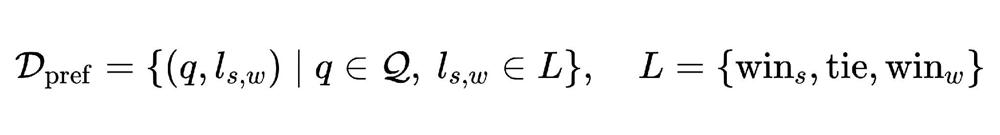 𝒟_pref = {(q, l_{s,w}) | q ∈ 𝒬, l_{s,w} ∈ L}, L = {win_s, tie, win_w}